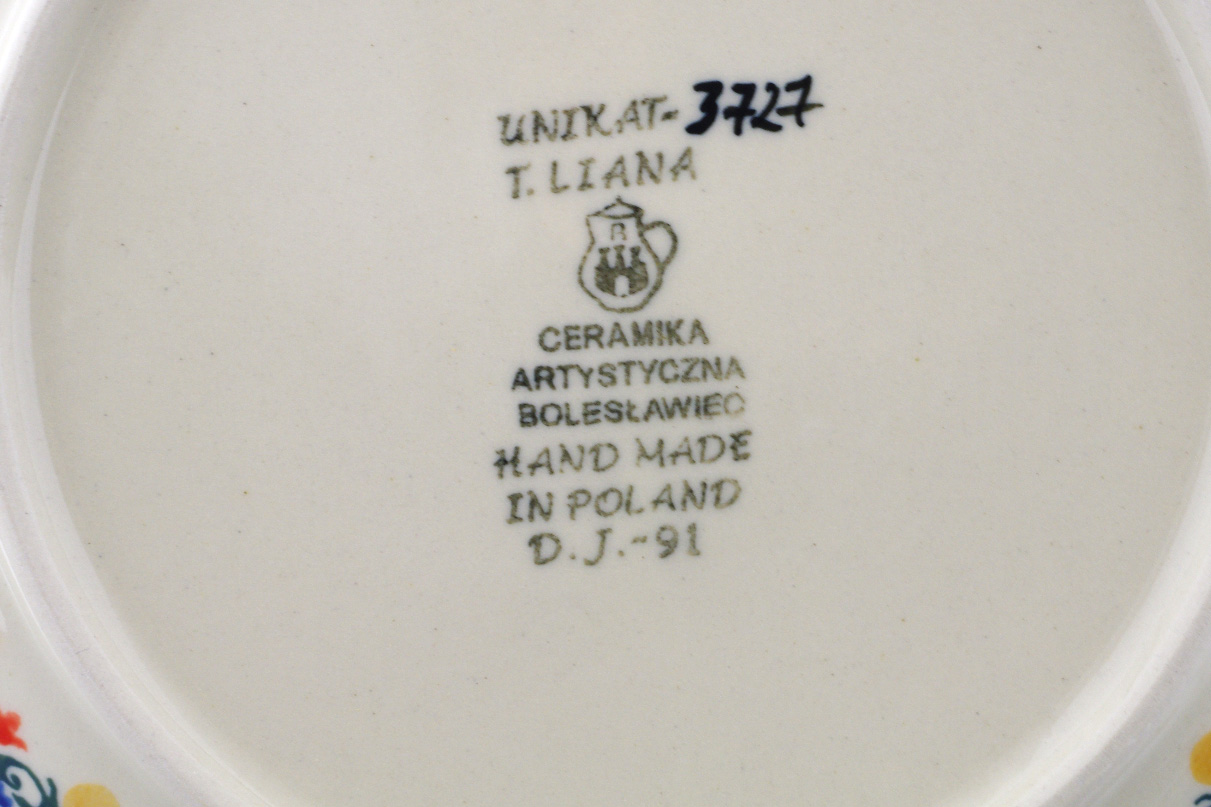 UNIKAT-3727
T. LIANA
B
CERAMIKA
ARTYSTYCZNA
BOLESŁAWIEC
HAND MADE
IN POLAND
D.J.-91